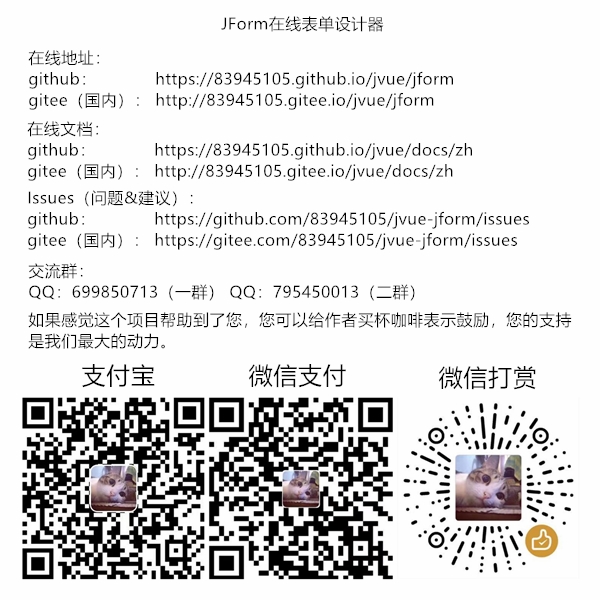 JForm在线表单设计器
在线地址：
github： https://83945105.github.io/jvue/jform
gitee（国内）： http://83945105.gitee.io/jvue/jform
在线文档：
github： https://83945105.github.io/jvue/docs/zh
gitee（国内）： http://83945105.gitee.io/jvue/docs/zh
Issues（问题&建议）：
github： https://github.com/83945105/jvue-jform/issues
gitee（国内）： https://gitee.com/83945105/jvue-jform/issues
交流群：
QQ：699850713（一群） QQ：795450013（二群）
如果感觉这个项目帮助到了您，您可以给作者买杯咖啡表示鼓励，您的支持
是我们最大的动力。
支付宝 微信支付 微信打赏